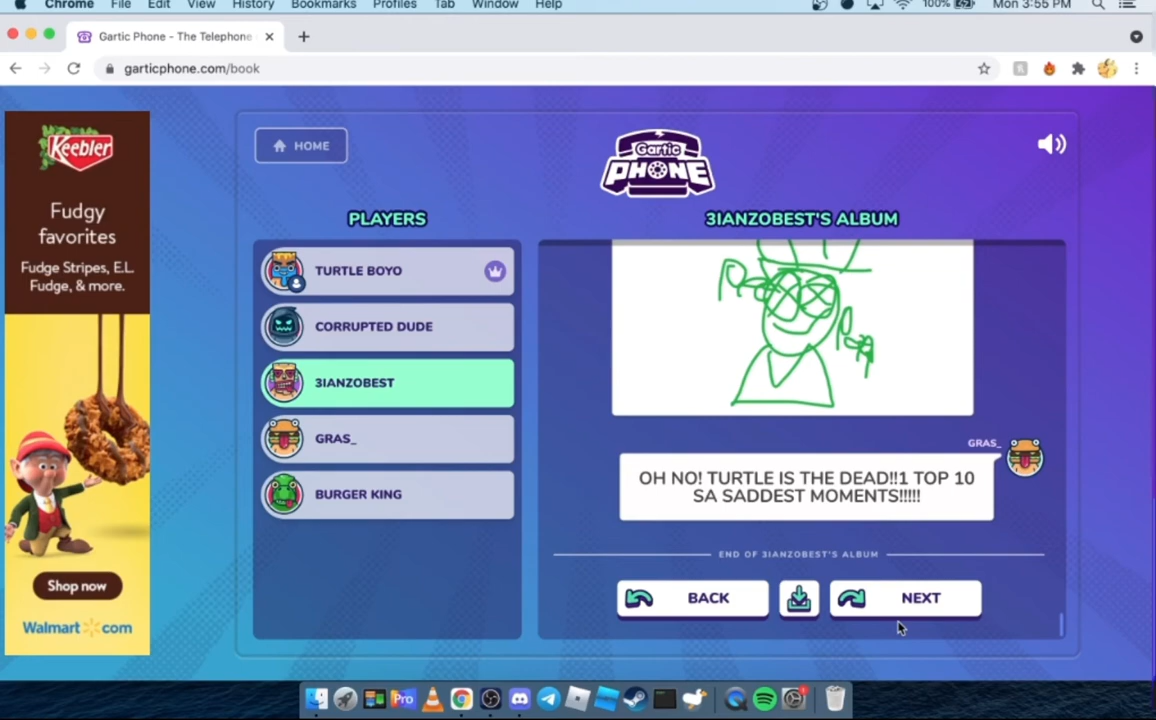 Chrome File Edit View History Bookmarks Profiles Tab Window Help 100% Mon 3:55 PM
Gartic Phone - The Telephone
garticphone.com/book
Keebler
Fudgy
favorites
Fudge Stripes, E.L.
Fudge, & more.
Shop now
Walmart.com
HOME
Gartic
PHONE
PLAYERS
TURTLE BOYO
CORRUPTED DUDE
3IANZOBEST
GRAS_
BURGER KING
3IANZOBEST'S ALBUM
GRAS_
OH NO! TURTLE IS THE DEAD!!1 TOP 10
SA SADDEST MOMENTS!!!!!
END OF 3IANZOBEST'S ALBUM
BACK
NEXT
Pro